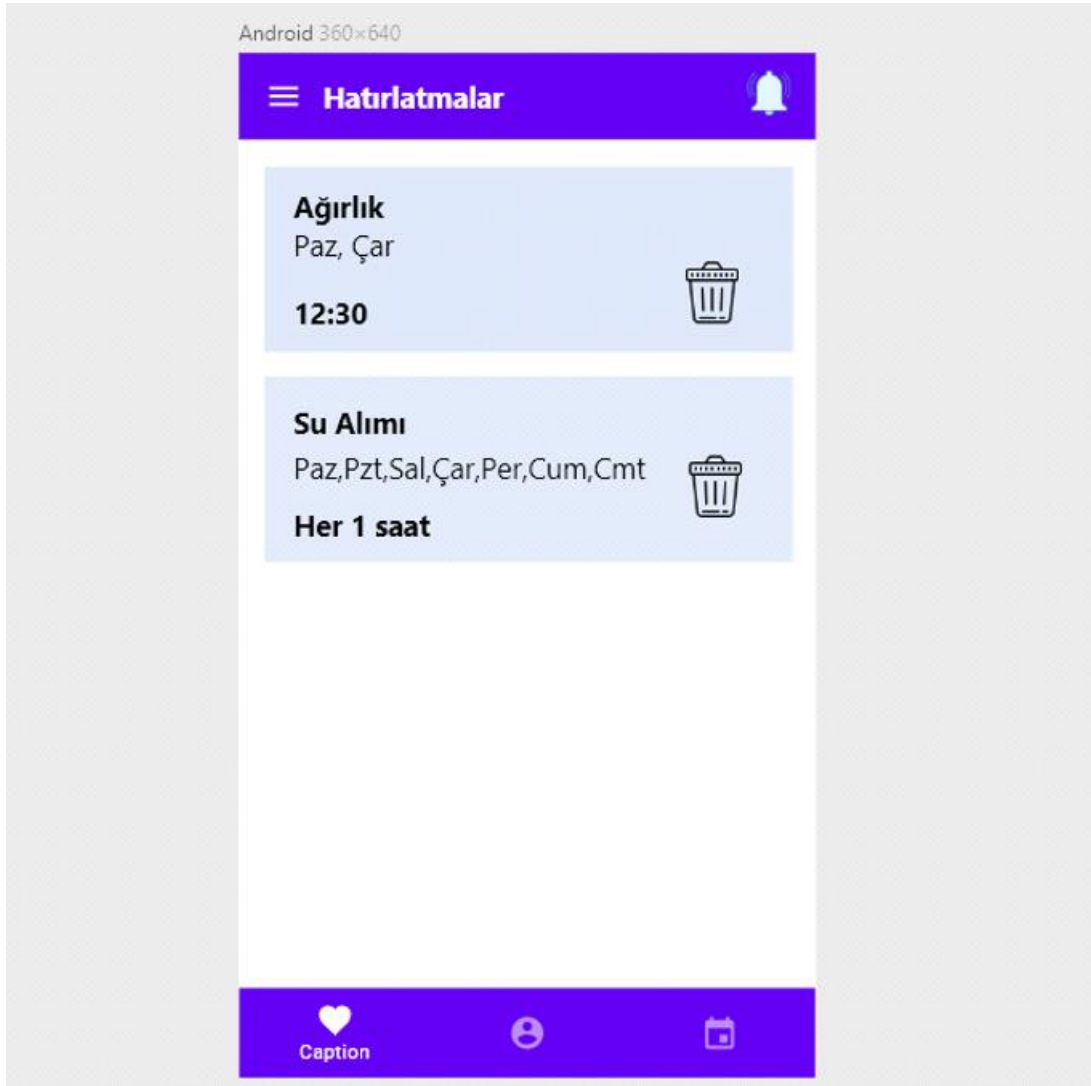 Android 360×640
Hatırlatmalar
Ağırlık
Paz, Çar
12:30
Su Alımı
Paz,Pzt,Sal,Çar,Per,Cum,Cmt
Her 1 saat
Caption